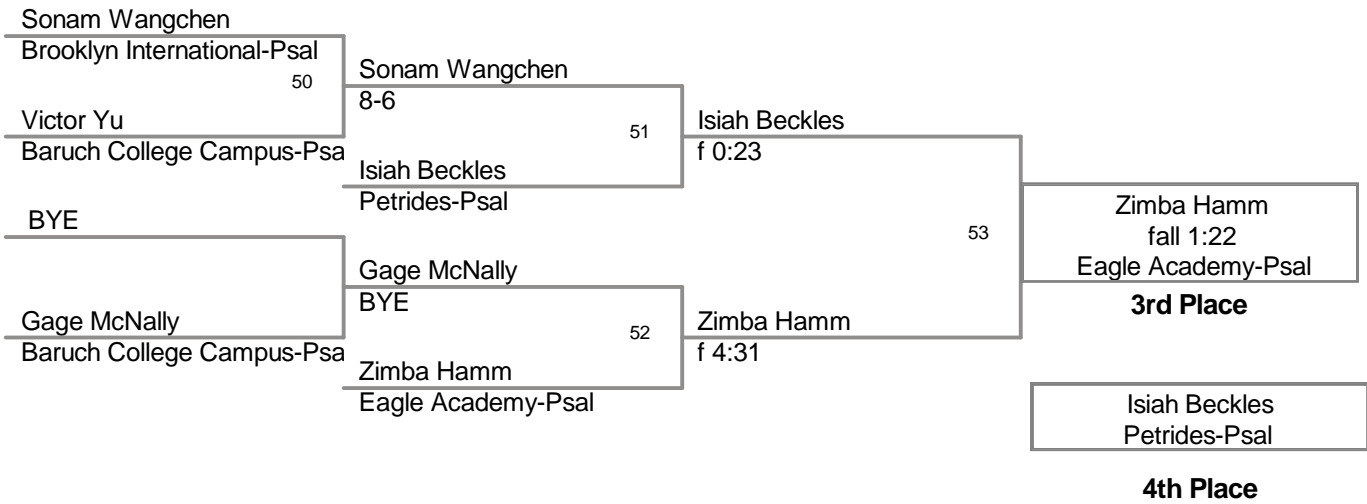 Sonam Wangchen
Brooklyn International-Psal
50
Sonam Wangchen
8-6
Victor Yu
Baruch College Campus-Psa
51
Isiah Beckles
f 0:23
Isiah Beckles
Petrides-Psal
BYE
53
Zimba Hamm
fall 1:22
Eagle Academy-Psal
3rd Place
Gage McNally
BYE
Gage McNally
Baruch College Campus-Psa
52
Zimba Hamm
f 4:31
Zimba Hamm
Eagle Academy-Psal
Isiah Beckles
Petrides-Psal
4th Place